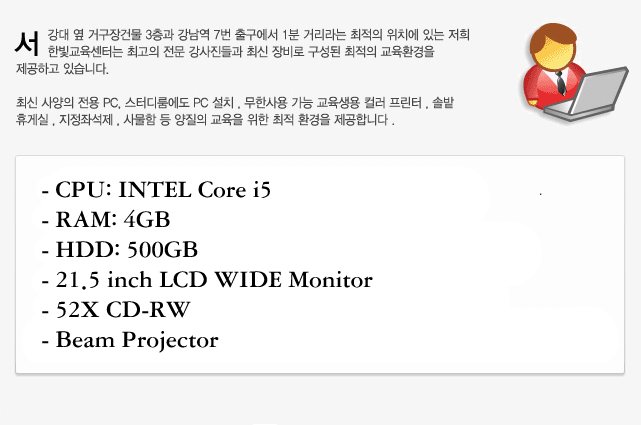 서강대 옆 거구장건물 3층과 강남역 7번 출구에서 1분 거리라는 최적의 위치에 있는 저희
한빛교육센터는 최고의 전문 강사진들과 최신 장비로 구성된 최적의 교육환경을
제공하고 있습니다.
최신 사양의 전용 PC, 스터디룸에도 PC 설치 , 무한사용 가능 교육생용 컬러 프린터 , 솔밭
휴게실 , 지정좌석제 , 사물함 등 양질의 교육을 위한 최적 환경을 제공합니다 .
- CPU: INTEL Core i5
- RAM: 4GB
- HDD: 500GB
- 21.5 inch LCD WIDE Monitor
- 52X CD-RW
- Beam Projector